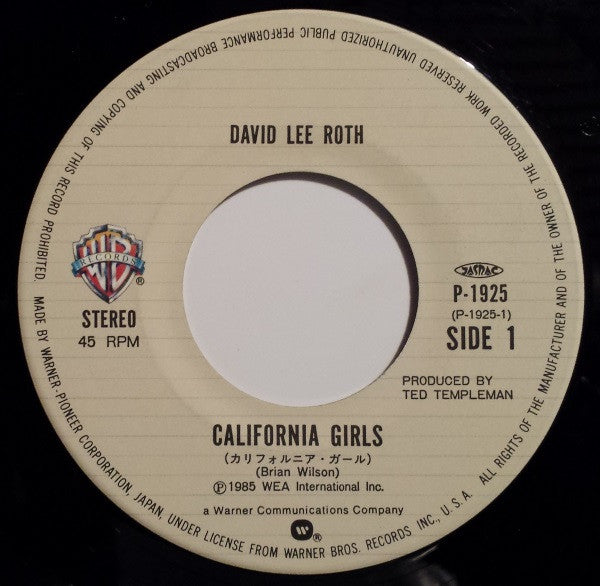 ALL RIGHTS OF THE MANUFACTURER AND OF THE OWNER OF THE RECORDED WORK RESERVED UNAUTHORIZED PUBLIC PERFORMANCE BROADCASTING AND COPYING OF THIS RECORD PROHIBITED.
DAVID LEE ROTH
WB
RECORDS
®
STEREO
45 RPM
JASRAC
P-1925
(P-1925-1)
SIDE 1
PRODUCED BY
TED TEMPLEMAN
CALIFORNIA GIRLS
(カリフォルニア・ガール)
(Brian Wilson)
Ⓟ1985 WEA International Inc.
a Warner Communications Company
W®
MADE BY WARNER-PIONEER CORPORATION, JAPAN, UNDER LICENSE FROM WARNER BROS. RECORDS INC., U.S.A.